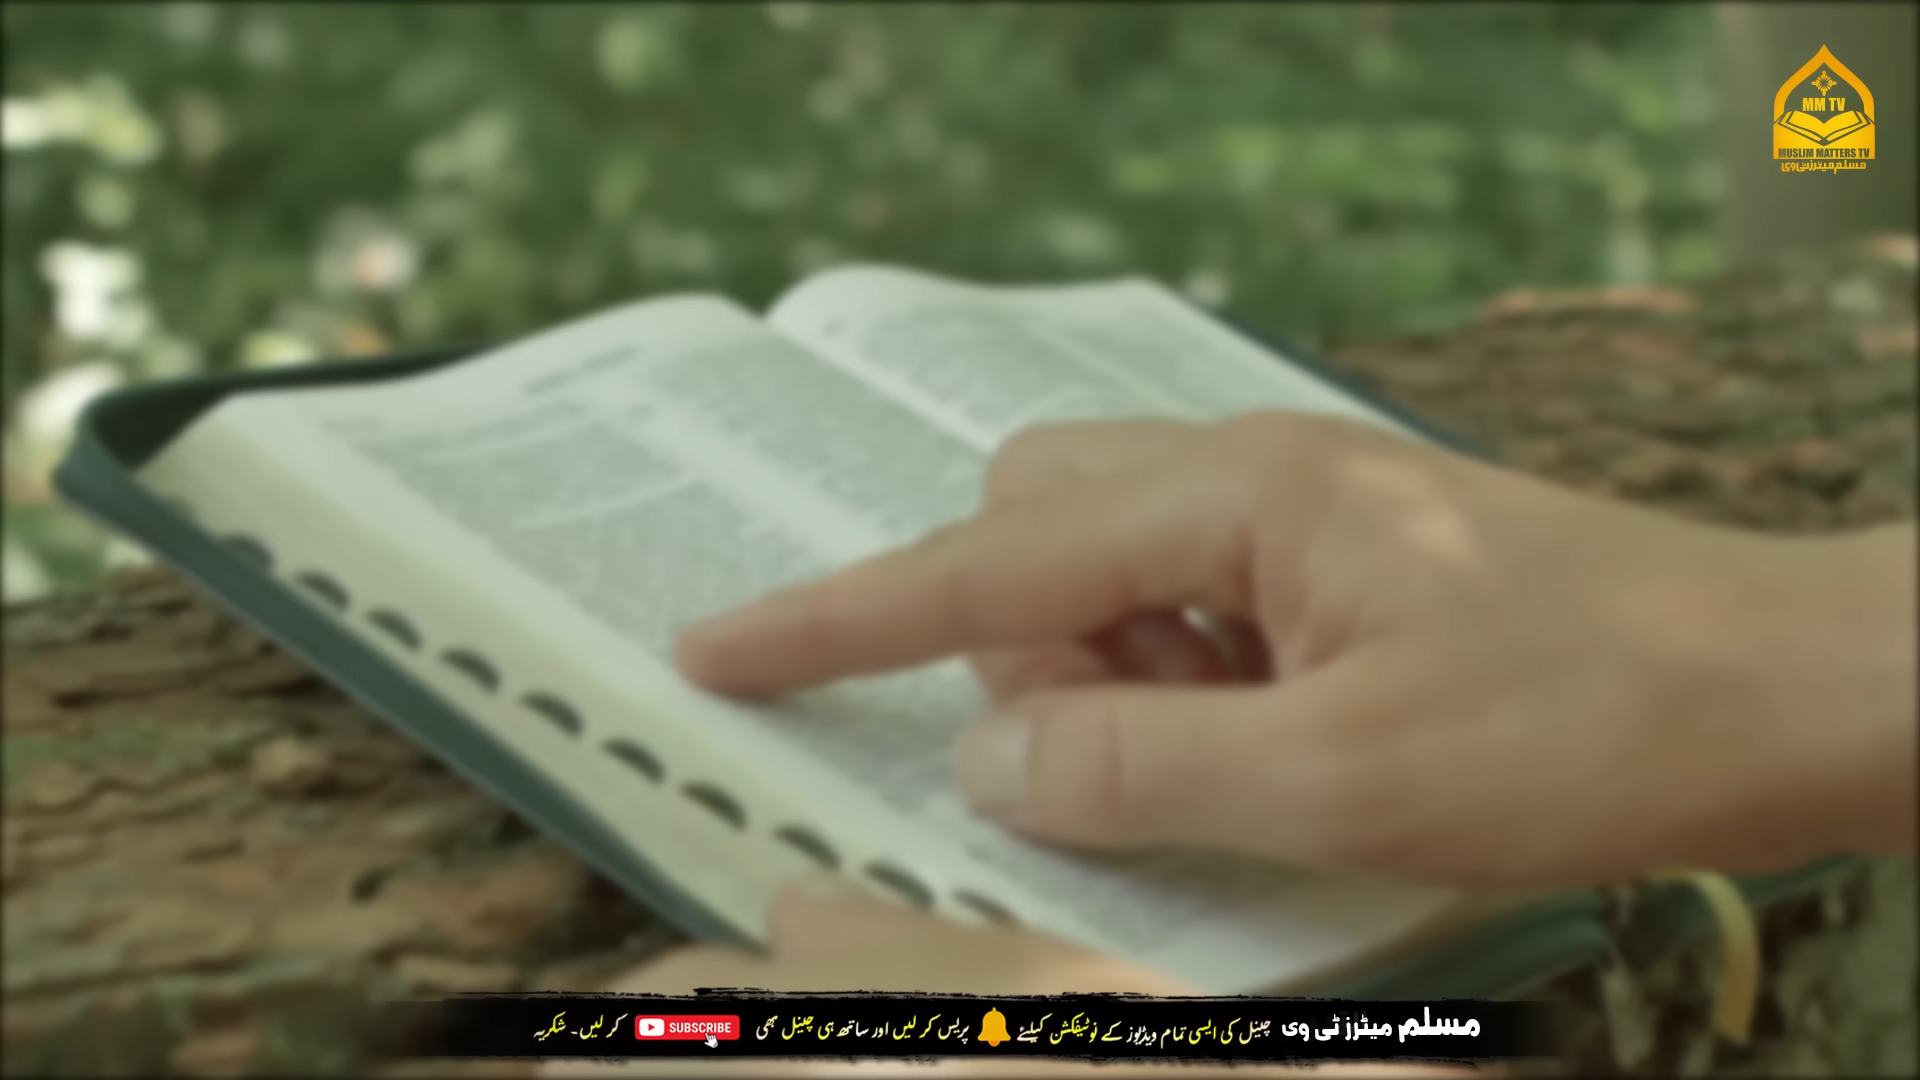 MM TV
MUSLIM MATTERS TV
مسلم میٹرز ٹی وی
مسلم میٹرز ٹی وی چینل کی ایسی تمام ویڈیوز کے نوٹیفکیشن کیلئے پریس کر لیں اور ساتھ ہی چینل بھی SUBSCRIBE کر لیں۔ شکریہ